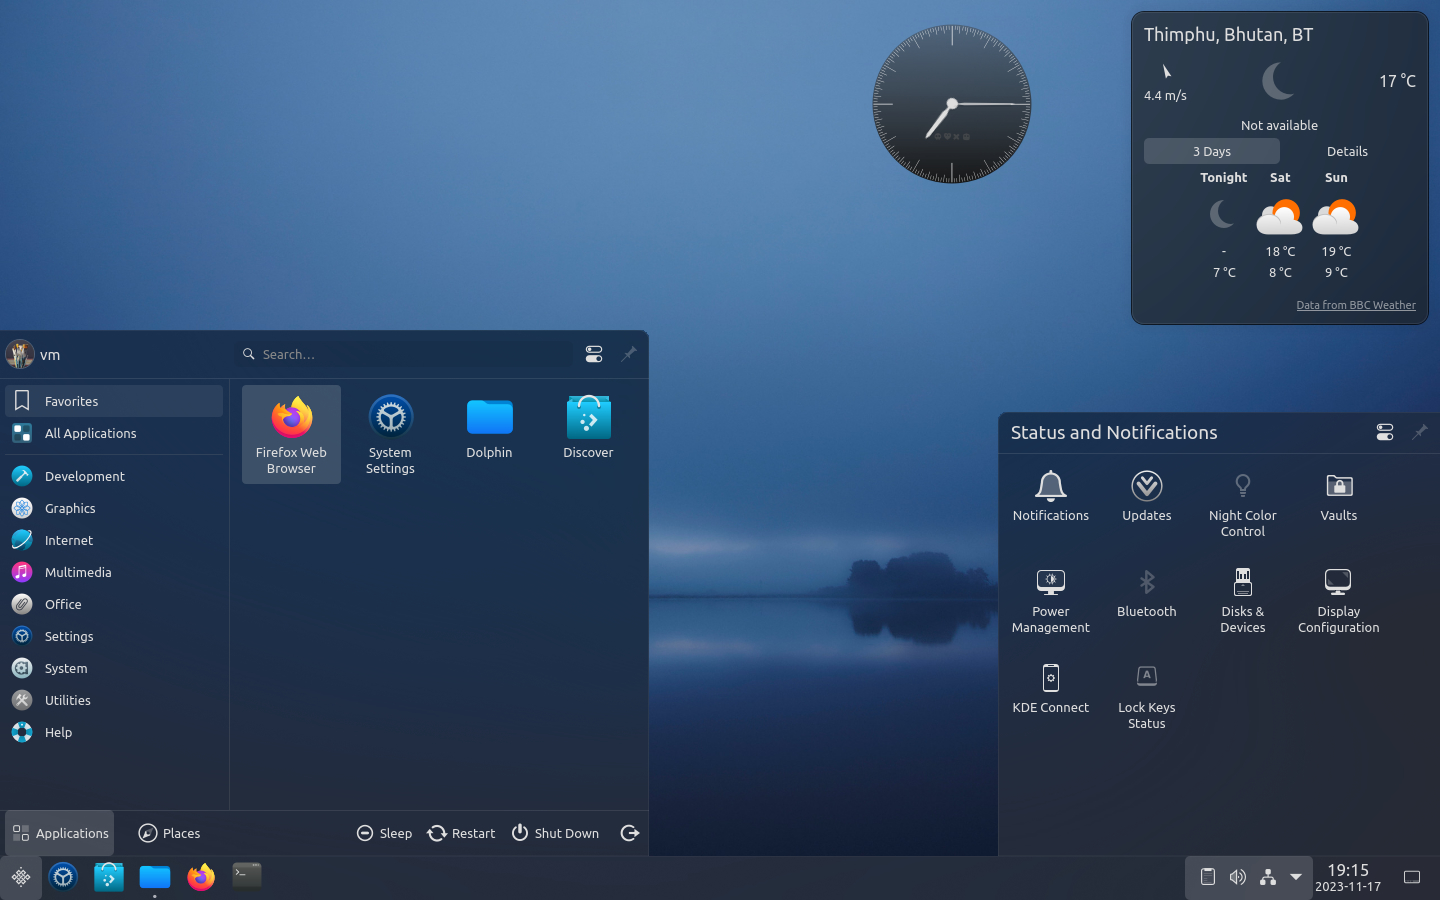 Thimphu, Bhutan, BT
4.4 m/s
17 °C
Not available
3 Days
Details
Tonight Sat Sun
- 18 °C 19 °C
7 °C 8 °C 9 °C
Data from BBC Weather
vm
Search...
Favorites
All Applications
Development
Graphics
Internet
Multimedia
Office
Settings
System
Utilities
Help
Firefox Web
Browser
System
Settings
Dolphin
Discover
Applications
Places
Sleep
Restart
Shut Down
Status and Notifications
Notifications
Updates
Night Color
Control
Vaults
Power
Management
Bluetooth
Disks &
Devices
Display
Configuration
KDE Connect
A
Lock Keys
Status
19:15
2023-11-17